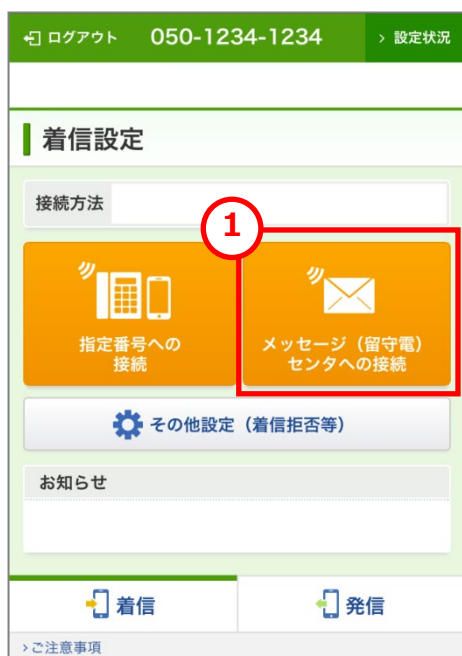 ログアウト 050-1234-1234 > 設定状況
着信設定
接続方法
1
指定番号への
接続
メッセージ（留守電）
センタへの接続
その他設定（着信拒否等）
お知らせ
着信 発信
>ご注意事項